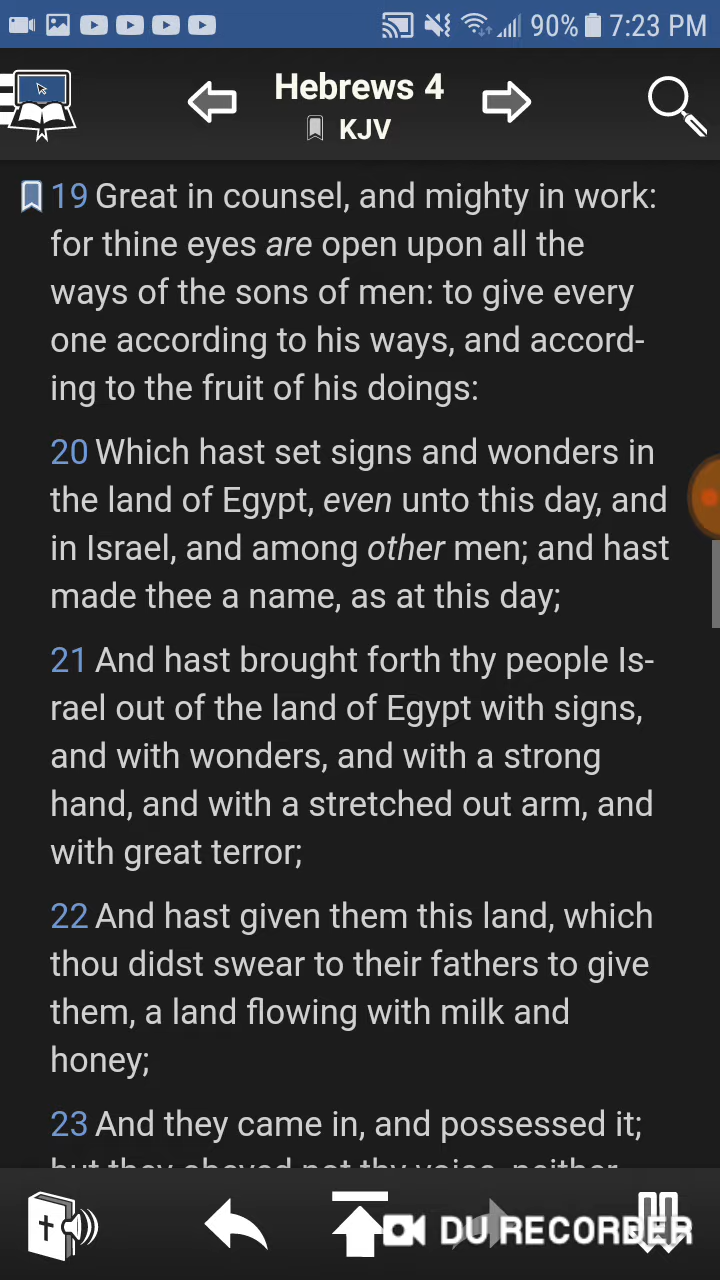 90% 7:23 PM
Hebrews 4
KJV
19 Great in counsel, and mighty in work:
for thine eyes are open upon all the
ways of the sons of men: to give every
one according to his ways, and accord-
ing to the fruit of his doings:
20 Which hast set signs and wonders in
the land of Egypt, even unto this day, and
in Israel, and among other men; and hast
made thee a name, as at this day;
21 And hast brought forth thy people Is-
rael out of the land of Egypt with signs,
and with wonders, and with a strong
hand, and with a stretched out arm, and
with great terror;
22 And hast given them this land, which
thou didst swear to their fathers to give
them, a land flowing with milk and
honey;
23 And they came in, and possessed it;
but they obeyed not thy voice, neither
DU RECORDER